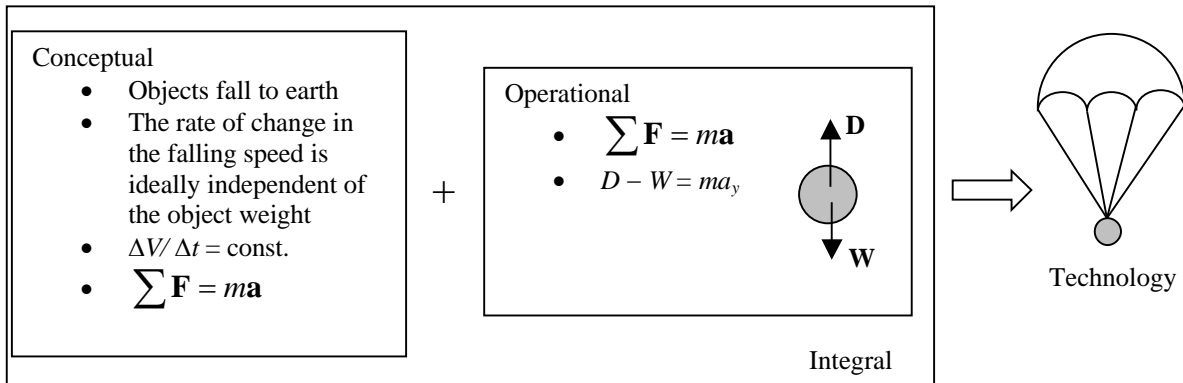 Conceptual
• Objects fall to earth
• The rate of change in
the falling speed is
ideally independent of
the object weight
• ΔV/ Δt = const.
• ∑ F = ma
+
Operational
• ∑ F = ma
• D – W = ma_y
D
W
Integral
Technology